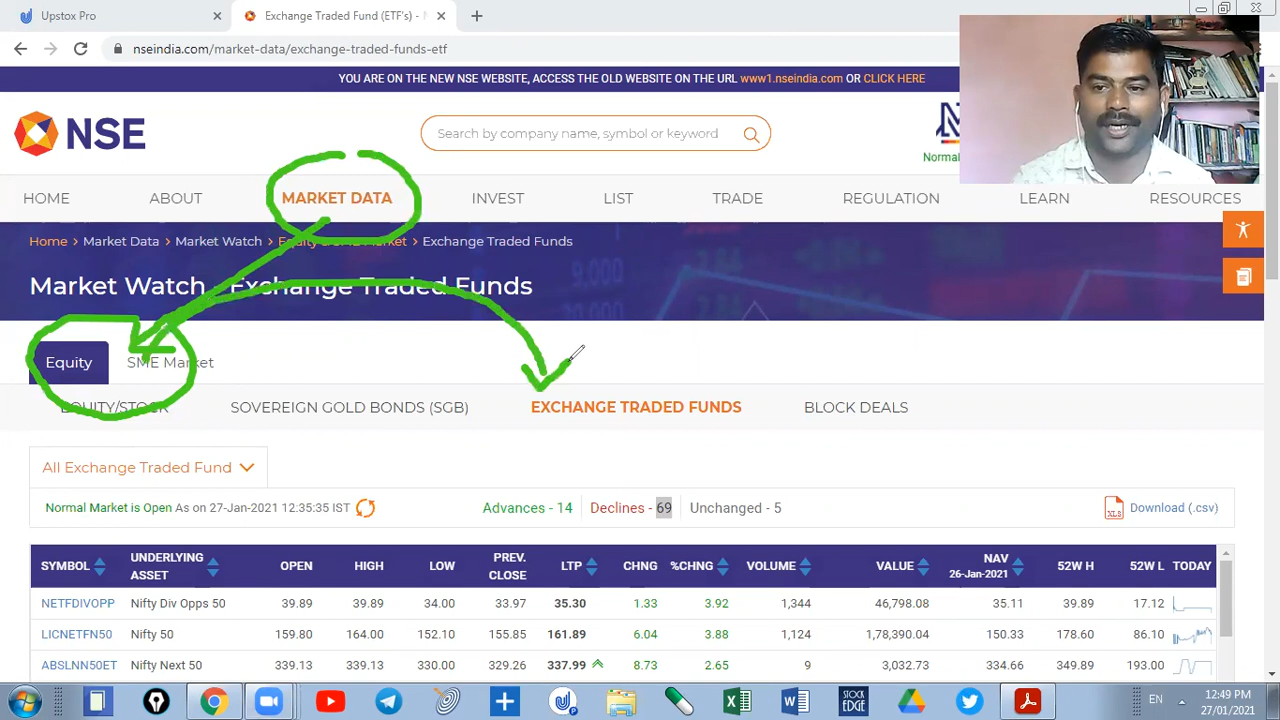 Upstox Pro
Exchange Traded Fund (ETF's) - N
nseindia.com/market-data/exchange-traded-funds-etf
YOU ARE ON THE NEW NSE WEBSITE, ACCESS THE OLD WEBSITE ON THE URL www1.nseindia.com OR CLICK HERE
NSE
Search by company name, symbol or keyword
Normal
HOME ABOUT MARKET DATA INVEST LIST TRADE REGULATION LEARN RESOURCES
Home > Market Data > Market Watch > Market > Exchange Traded Funds
Market Watch - Exchange Traded Funds
Equity SME Market
EQUITY/STOCK SOVEREIGN GOLD BONDS (SGB) EXCHANGE TRADED FUNDS BLOCK DEALS
All Exchange Traded Fund
Normal Market is Open As on 27-Jan-2021 12:35:35 IST Advances - 14 Declines - 69 Unchanged - 5 XLS Download (.csv)
SYMBOL UNDERLYING ASSET OPEN HIGH LOW PREV. CLOSE LTP CHNG %CHNG VOLUME VALUE NAV 26-Jan-2021 52W H 52W L TODAY
NETFDIVOPP Nifty Div Opps 50 39.89 39.89 34.00 33.97 35.30 1.33 3.92 1,344 46,798.08 35.11 39.89 17.12
LICNETFN50 Nifty 50 159.80 164.00 152.10 155.85 161.89 6.04 3.88 1,124 1,78,390.04 150.33 178.60 86.10
ABSLNN50ET Nifty Next 50 339.13 339.13 330.00 329.26 337.99 8.73 2.65 9 3,032.73 334.66 349.89 193.00
STOCK EDGE
EN
12:49 PM
27/01/2021